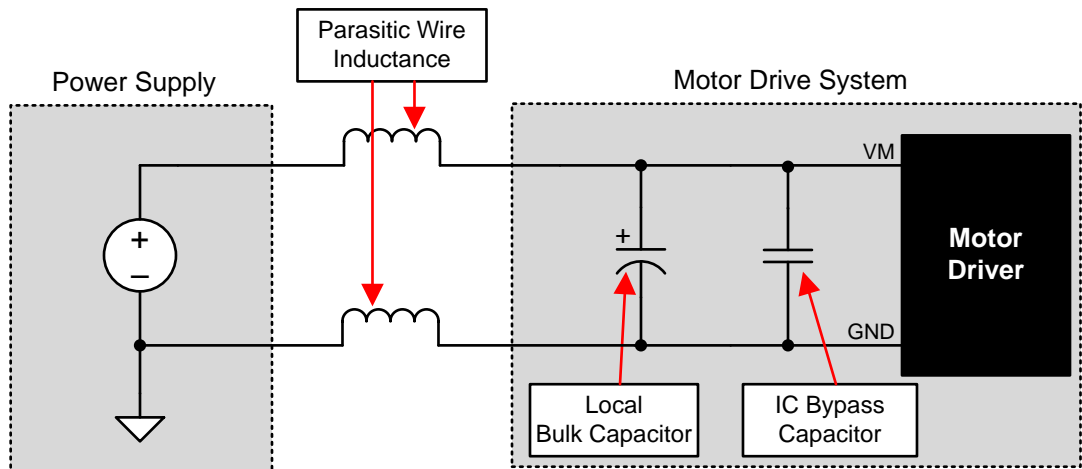 Parasitic Wire
Inductance
Power Supply
Motor Drive System
VM
+
–
+
Motor
Driver
GND
Local
Bulk Capacitor
IC Bypass
Capacitor